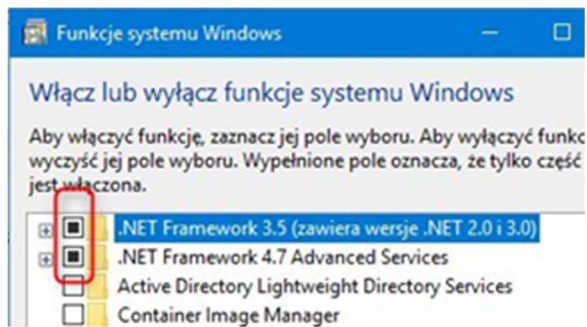 Funkcje systemu Windows
Włącz lub wyłącz funkcje systemu Windows
Aby włączyć funkcję, zaznacz jej pole wyboru. Aby wyłączyć funkc
wyczyść jej pole wyboru. Wypełnione pole oznacza, że tylko część
jest włączona.
.NET Framework 3.5 (zawiera wersje .NET 2.0 i 3.0)
.NET Framework 4.7 Advanced Services
Active Directory Lightweight Directory Services
Container Image Manager